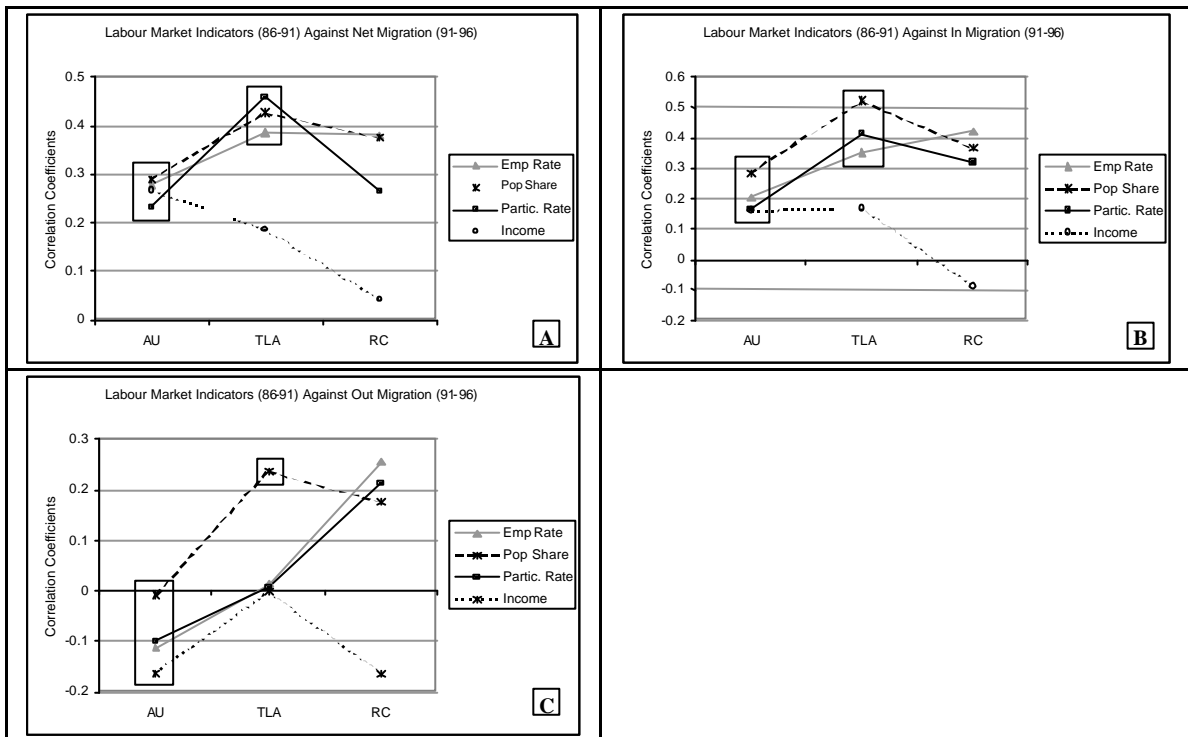 Labour Market Indicators (86-91) Against Net Migration (91-96)
Correlation Coefficients
0.5
0.4
0.3
0.2
0.1
0
AU TLA RC
Emp Rate
Pop Share
Partic. Rate
Income
A
Labour Market Indicators (86-91) Against In Migration (91-96)
Correlation Coefficients
0.6
0.5
0.4
0.3
0.2
0.1
0
-0.1
-0.2
AU TLA RC
Emp Rate
Pop Share
Partic. Rate
Income
B
Labour Market Indicators (86-91) Against Out Migration (91-96)
Correlation Coefficients
0.3
0.2
0.1
0
-0.1
-0.2
AU TLA RC
Emp Rate
Pop Share
Partic. Rate
Income
C